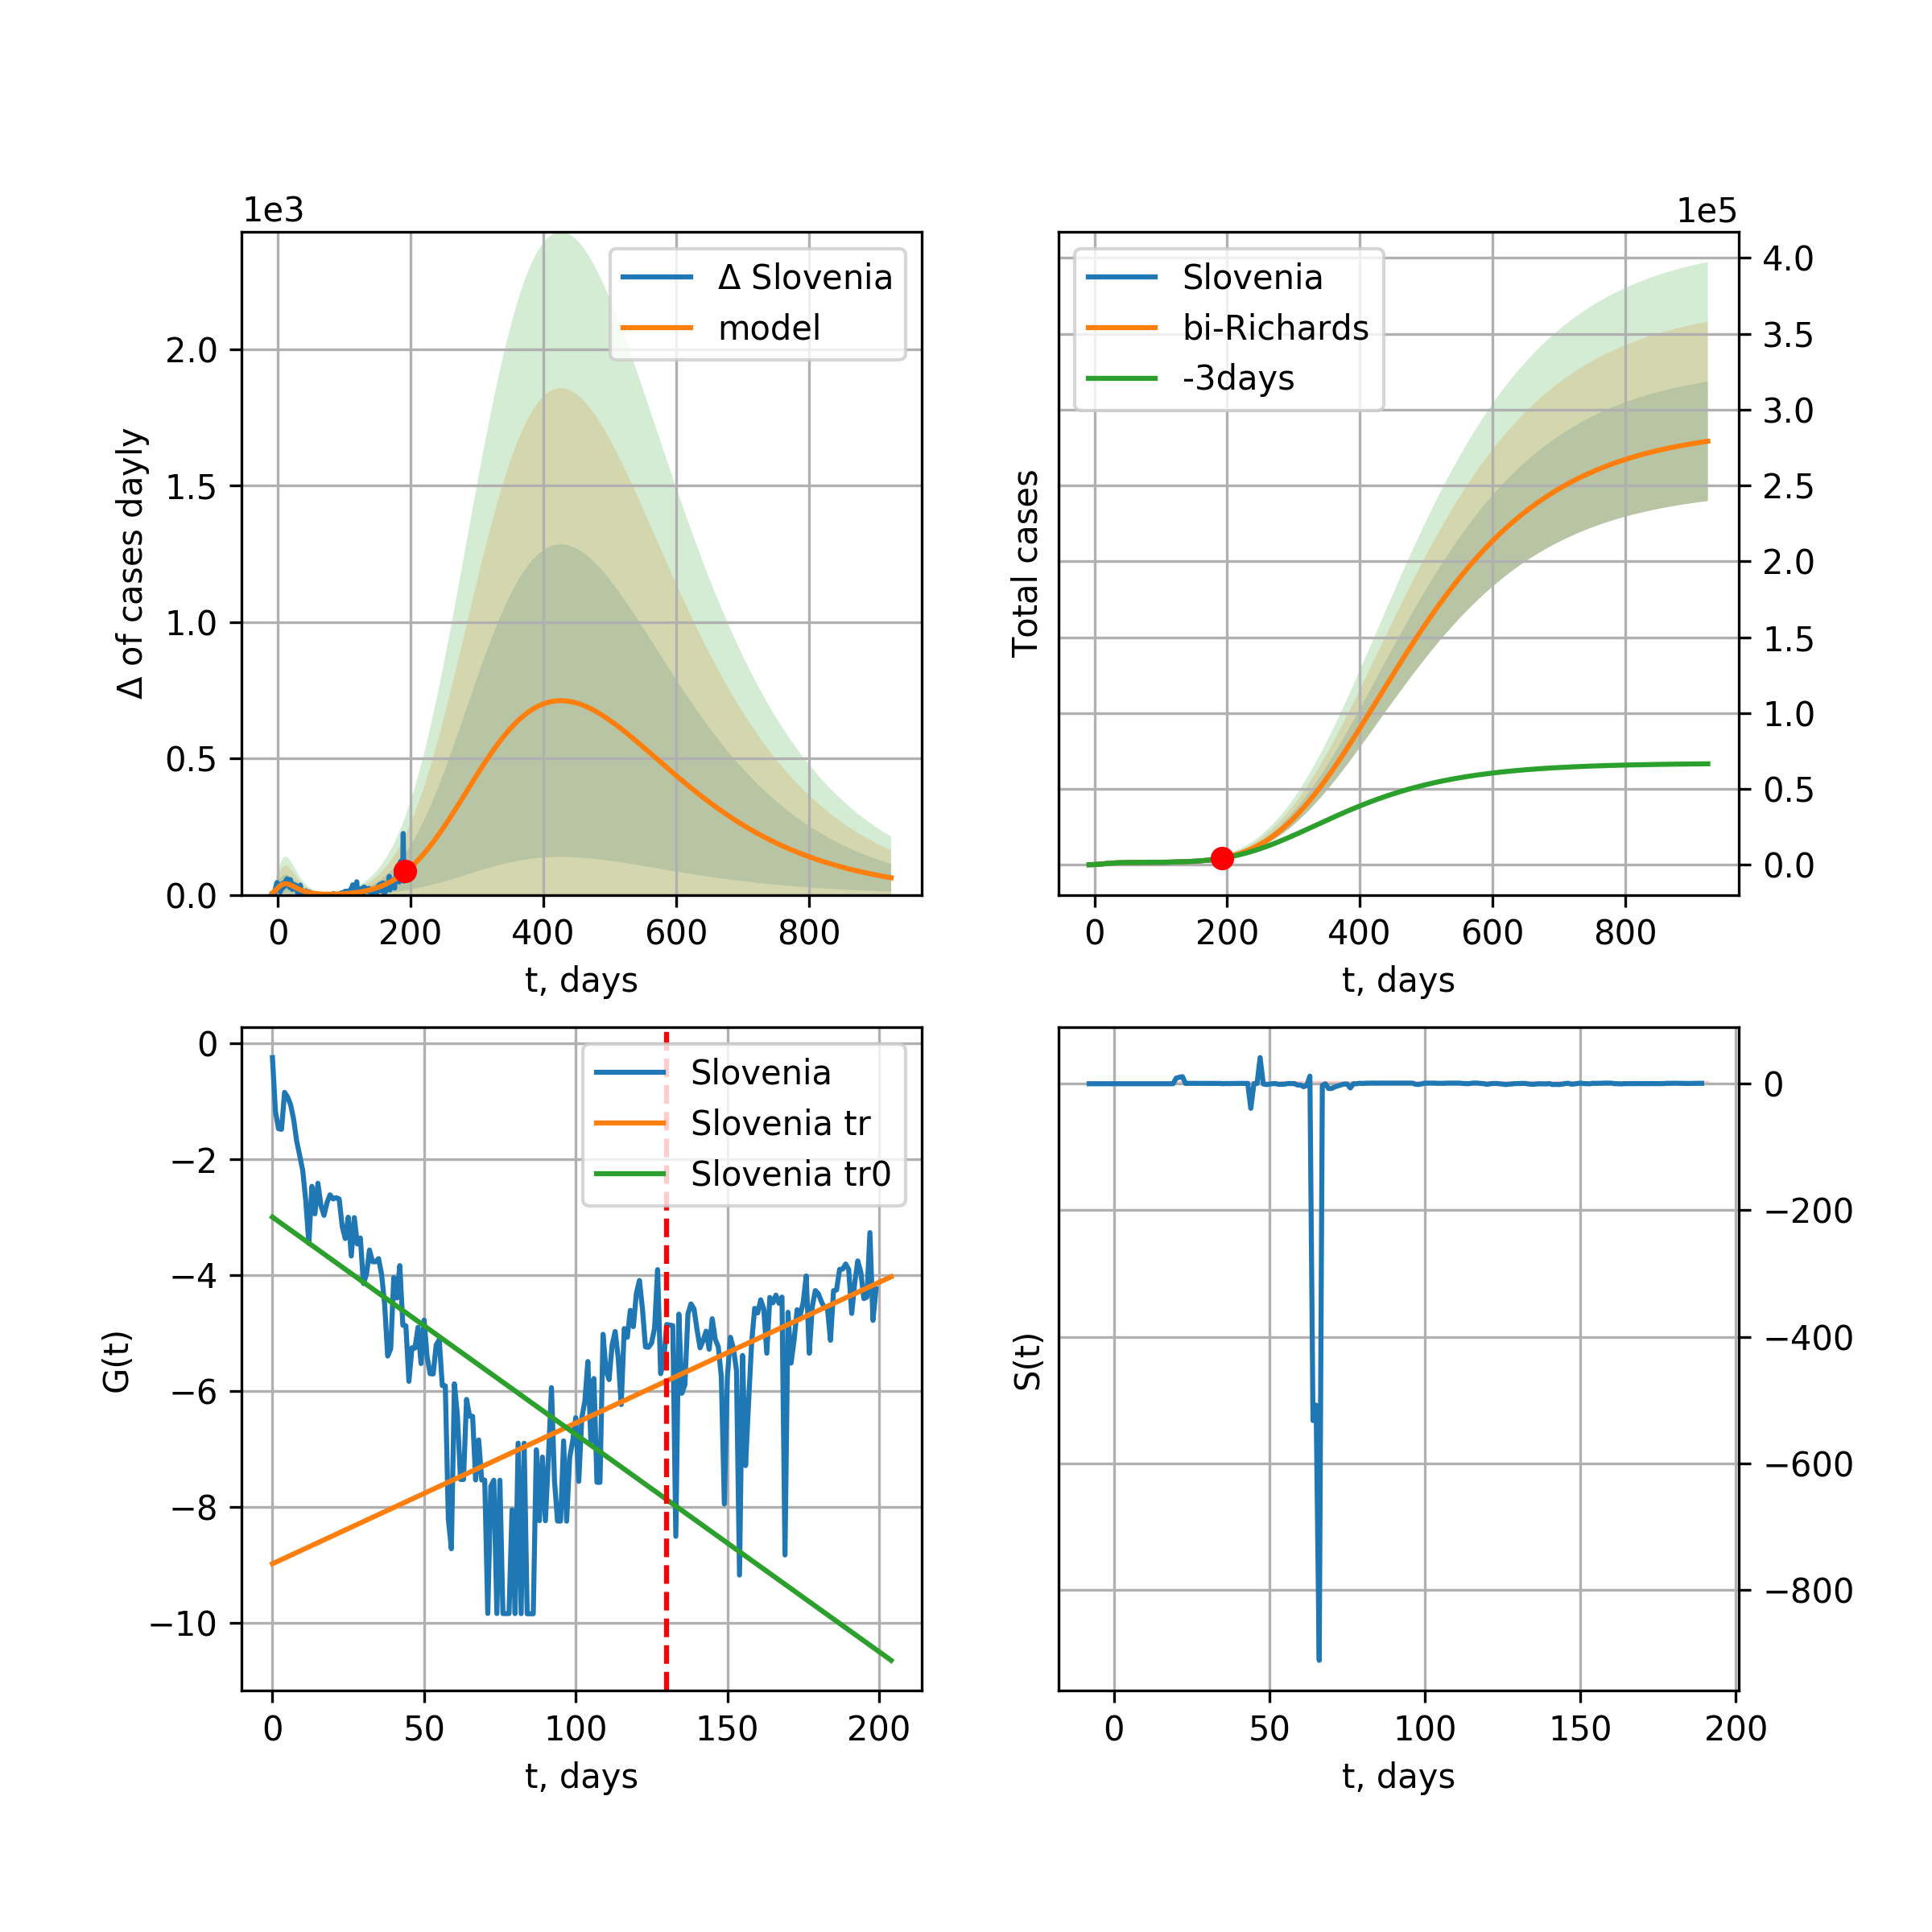 1e3
Δ of cases dayly
2.0
1.5
1.0
0.5
0.0
0 200 400 600 800
t, days
Δ Slovenia
model
1e5
Total cases
4.0
3.5
3.0
2.5
2.0
1.5
1.0
0.5
0.0
0 200 400 600 800
t, days
Slovenia
bi-Richards
-3days
G(t)
0
−2
−4
−6
−8
−10
0 50 100 150 200
t, days
Slovenia
Slovenia tr
Slovenia tr0
S(t)
0
−200
−400
−600
−800
0 50 100 150 200
t, days